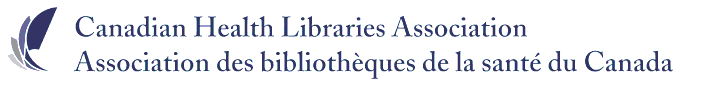 Canadian Health Libraries Association
Association des bibliothèques de la santé du Canada